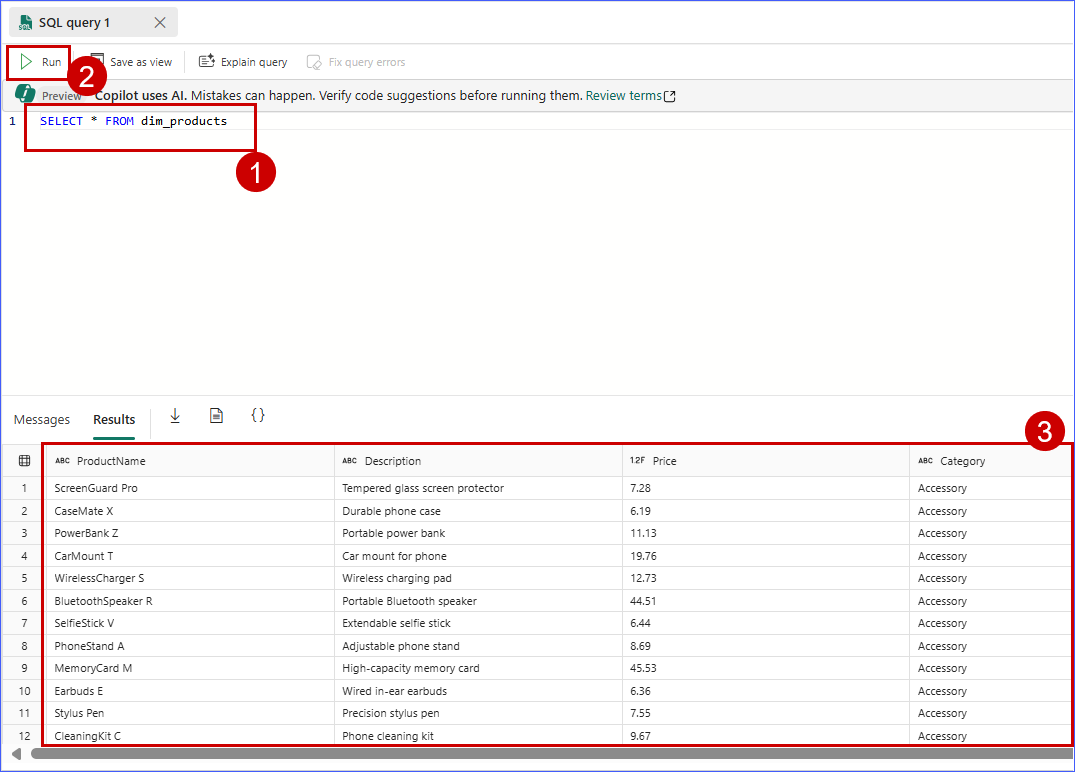 SQL query 1
Run Save as view Explain query Fix query errors
2
Preview Copilot uses AI. Mistakes can happen. Verify code suggestions before running them. Review terms
1 SELECT * FROM dim_products
1
Messages Results
3
ABC ProductName ABC Description 1.2F Price ABC Category
1 ScreenGuard Pro Tempered glass screen protector 7.28 Accessory
2 CaseMate X Durable phone case 6.19 Accessory
3 PowerBank Z Portable power bank 11.13 Accessory
4 CarMount T Car mount for phone 19.76 Accessory
5 WirelessCharger S Wireless charging pad 12.73 Accessory
6 BluetoothSpeaker R Portable Bluetooth speaker 44.51 Accessory
7 SelfieStick V Extendable selfie stick 6.44 Accessory
8 PhoneStand A Adjustable phone stand 8.69 Accessory
9 MemoryCard M High-capacity memory card 45.53 Accessory
10 Earbuds E Wired in-ear earbuds 6.36 Accessory
11 Stylus Pen Precision stylus pen 7.55 Accessory
12 CleaningKit C Phone cleaning kit 9.67 Accessory